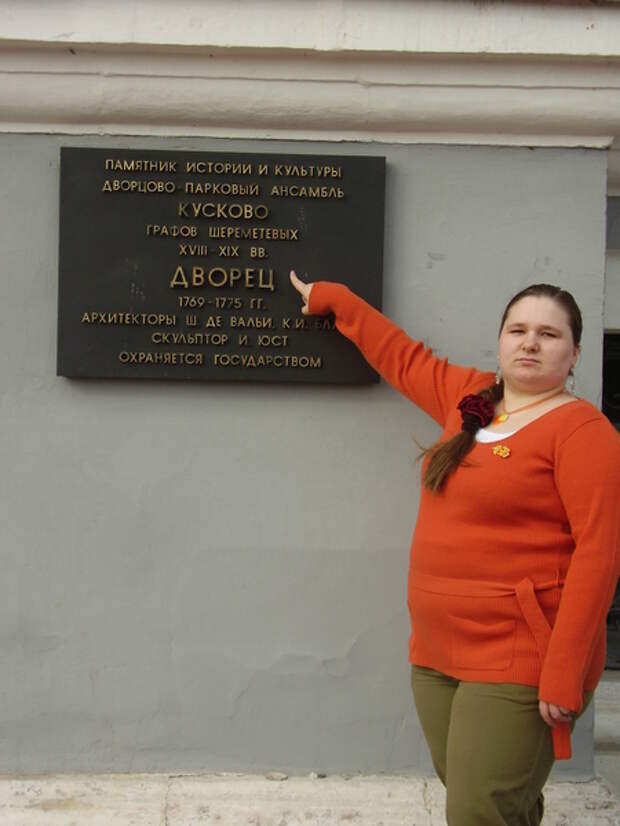 ПАМЯТНИК ИСТОРИИ И КУЛЬТУРЫ
ДВОРЦОВО-ПАРКОВЫЙ АНСАМБЛЬ
КУСКОВО
ГРАФОВ ШЕРЕМЕТЕВЫХ
XVIII-XIX ВВ.
ДВОРЕЦ
1769-1775 ГГ.
АРХИТЕКТОРЫ Ш. ДЕ ВАЛЬИ, К.И.
СКУЛЬПТОР И. ЮСТ
ОХРАНЯЕТСЯ ГОСУДАРСТВОМ